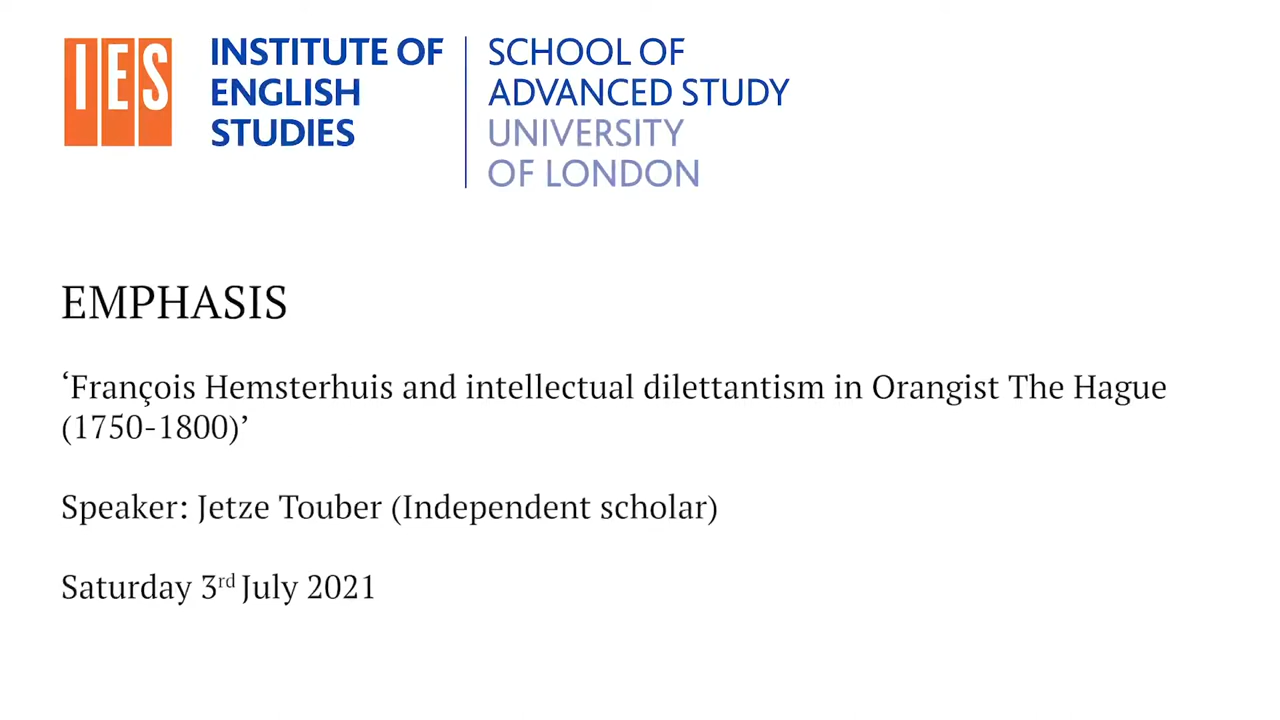 IES
INSTITUTE OF
ENGLISH
STUDIES
SCHOOL OF
ADVANCED STUDY
UNIVERSITY
OF LONDON
EMPHASIS
‘François Hemsterhuis and intellectual dilettantism in Orangist The Hague
(1750-1800)’
Speaker: Jetze Touber (Independent scholar)
Saturday 3rd July 2021